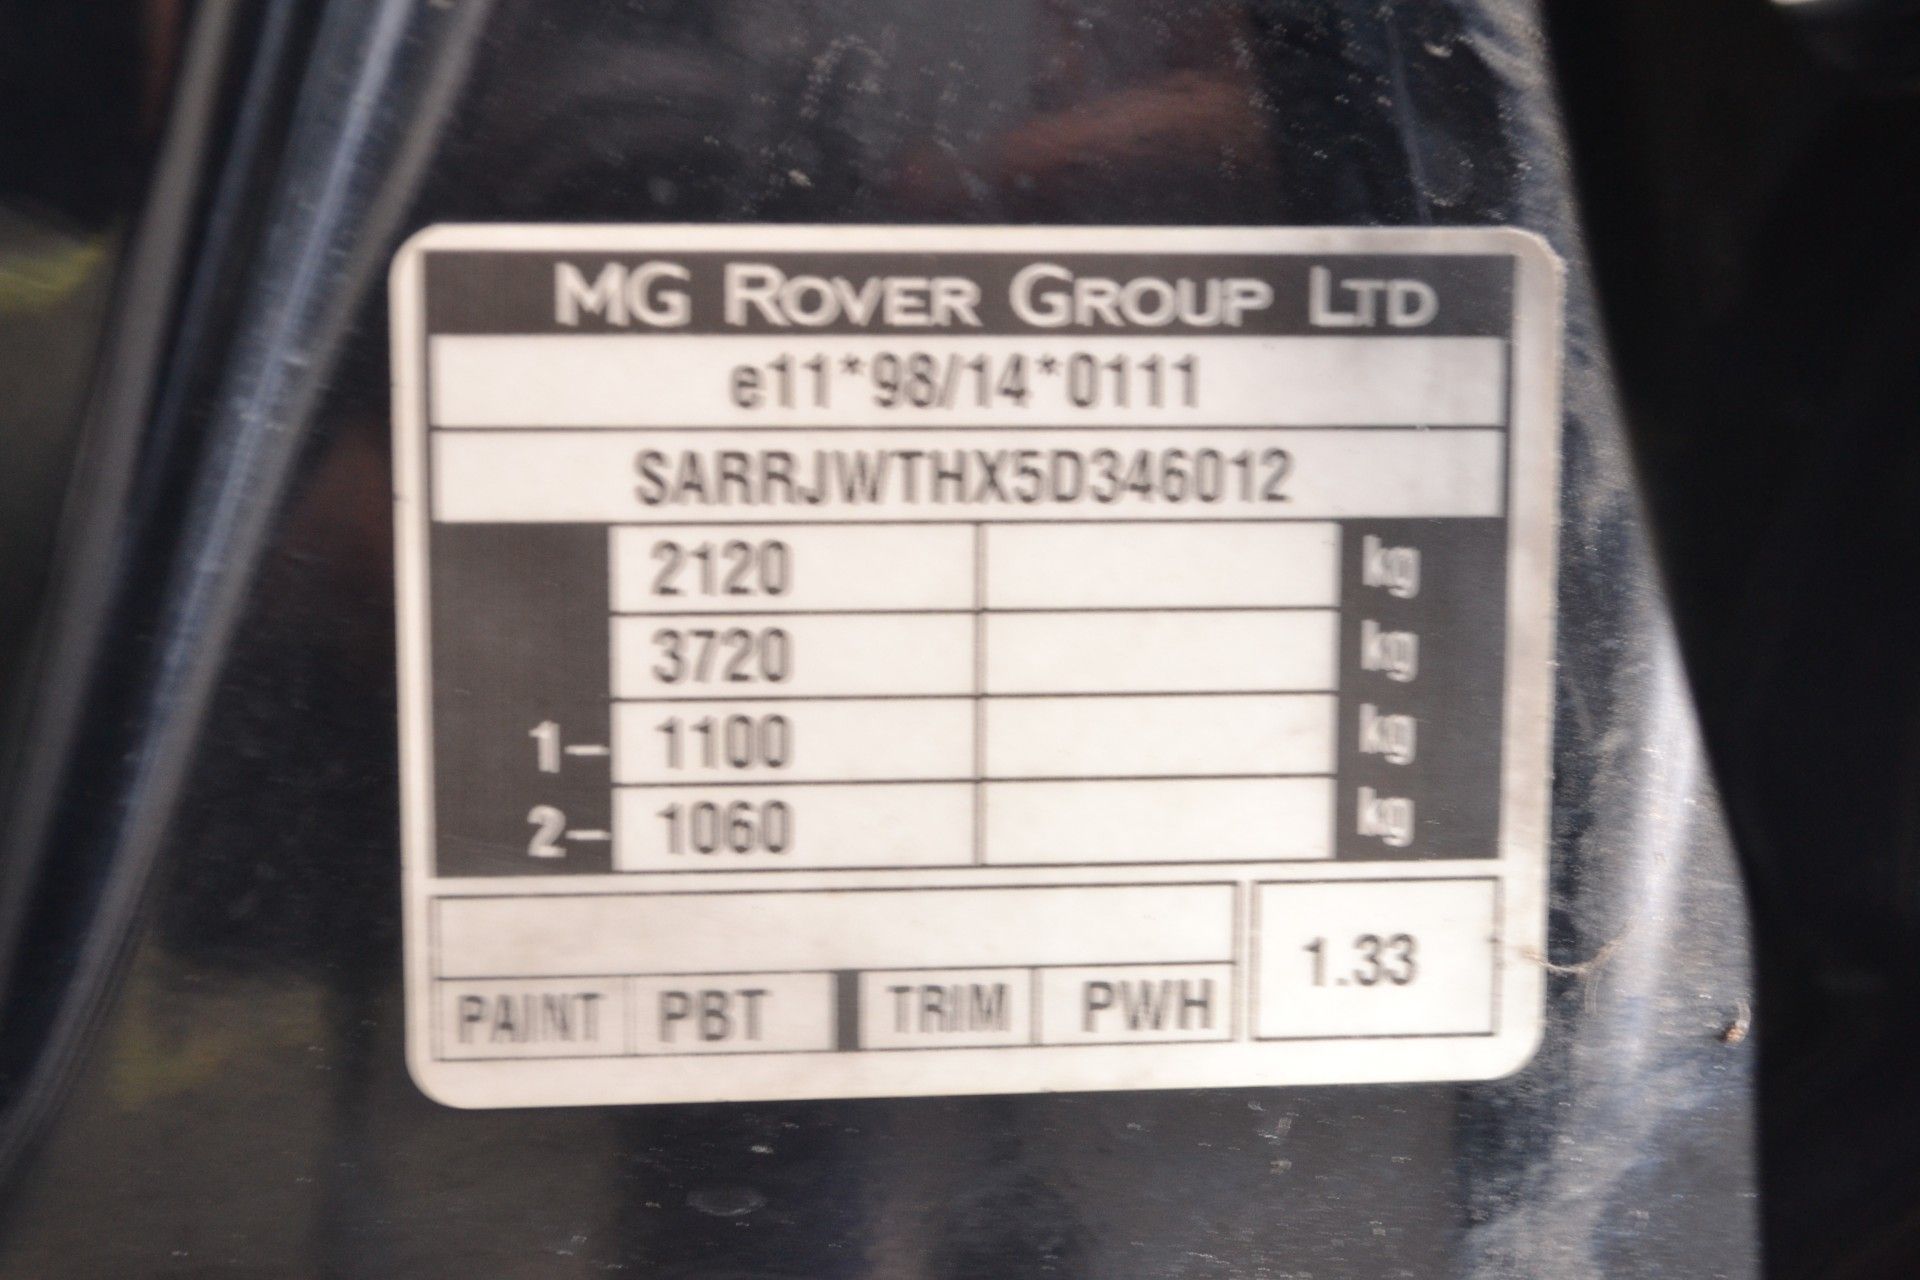 MG ROVER GROUP LTD
e11*98/14*0111
SARRJWTHX5D346012
2120 kg
3720 kg
1- 1100 kg
2- 1060 kg
PAINT PBT TRIM PWH 1.33